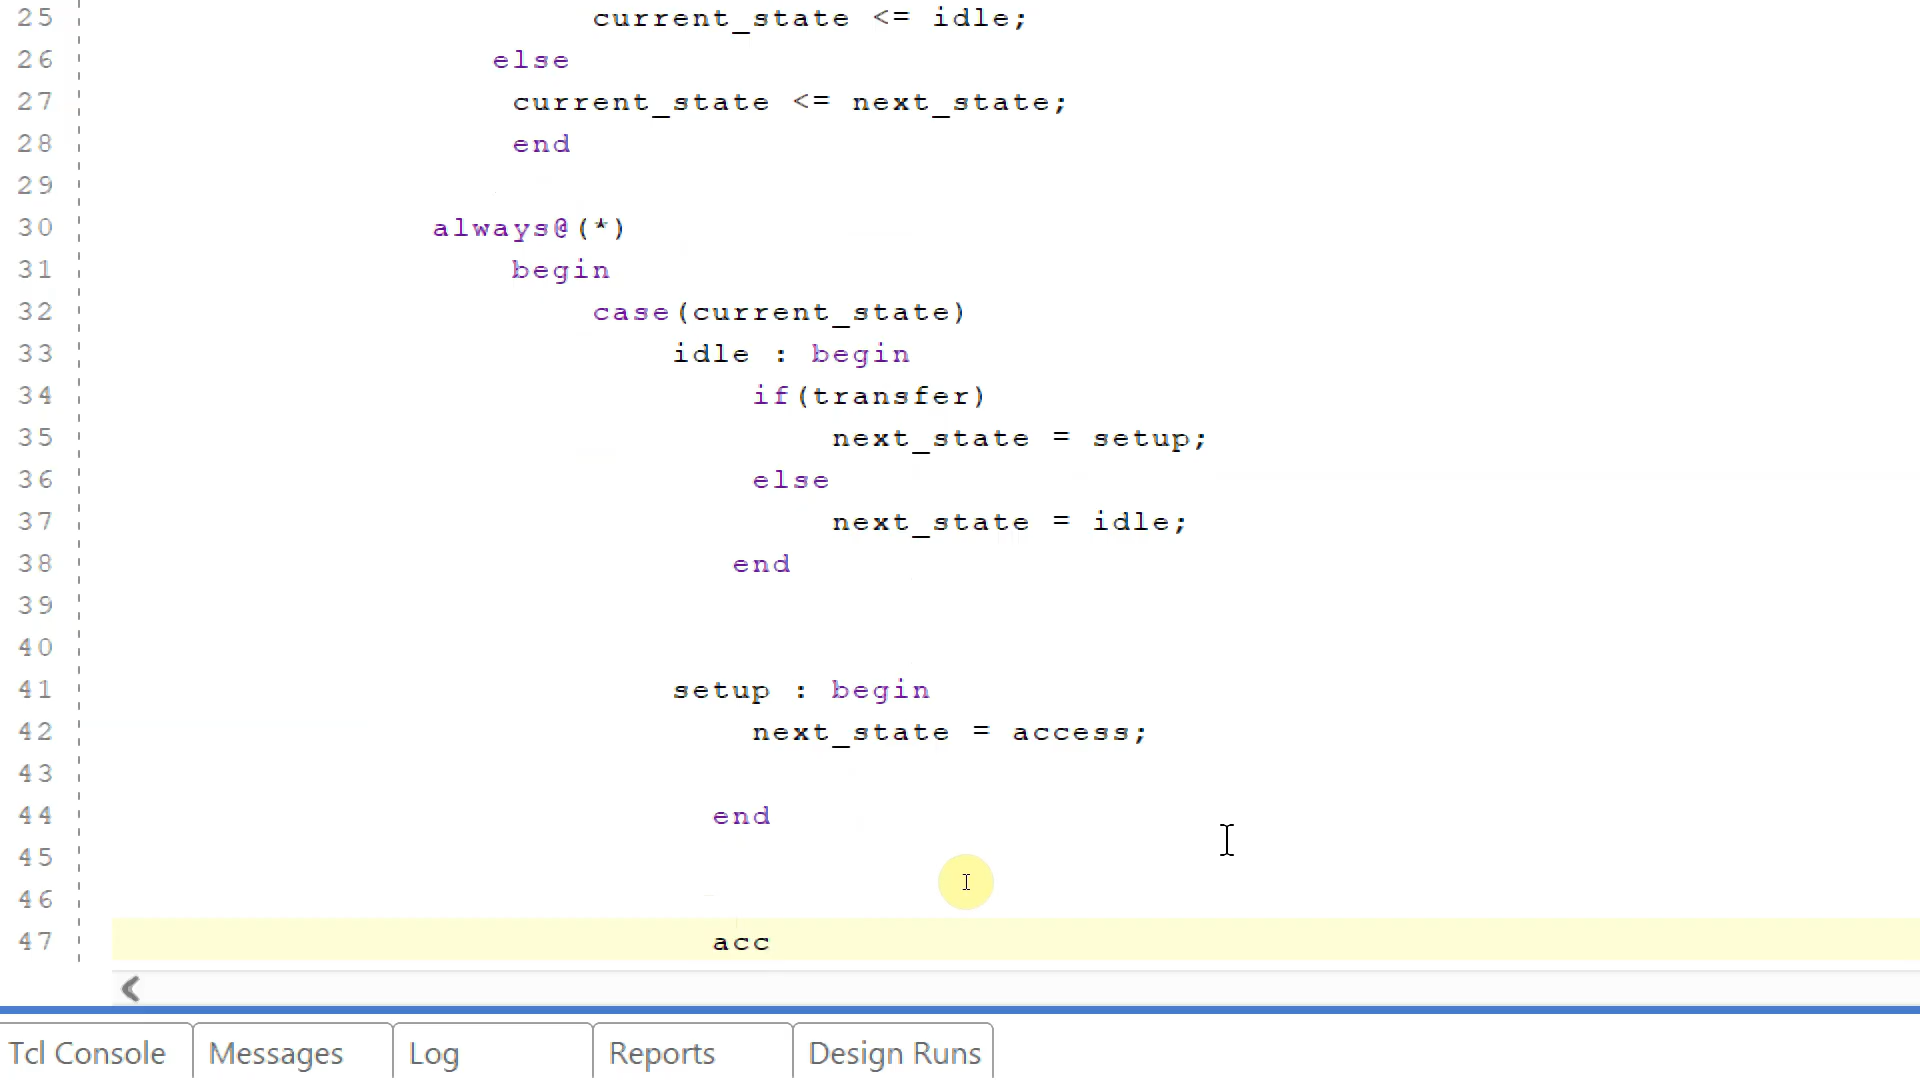 25 current_state <= idle;
26 else
27 current_state <= next_state;
28 end
29
30 always@(*)
31 begin
32 case(current_state)
33 idle : begin
34 if(transfer)
35 next_state = setup;
36 else
37 next_state = idle;
38 end
39
40
41 setup : begin
42 next_state = access;
43
44 end
45
46
47 acc
Tcl Console Messages Log Reports Design Runs